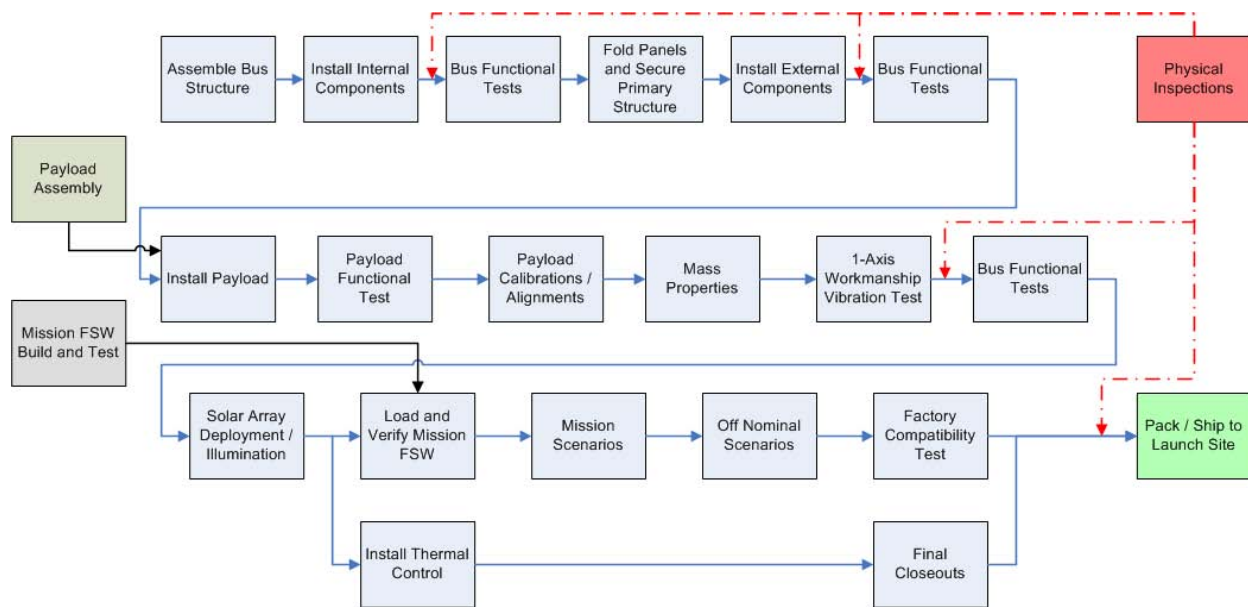 Assemble Bus
Structure
Install Internal
Components
Bus Functional
Tests
Fold Panels
and Secure
Primary
Structure
Install External
Components
Bus Functional
Tests
Physical
Inspections
Payload
Assembly
Install Payload
Payload
Functional
Test
Payload
Calibrations /
Alignments
Mass
Properties
1-Axis
Workmanship
Vibration Test
Bus Functional
Tests
Mission FSW
Build and Test
Solar Array
Deployment /
Illumination
Load and
Verify Mission
FSW
Mission
Scenarios
Off Nominal
Scenarios
Factory
Compatibility
Test
Pack / Ship to
Launch Site
Install Thermal
Control
Final
Closeouts